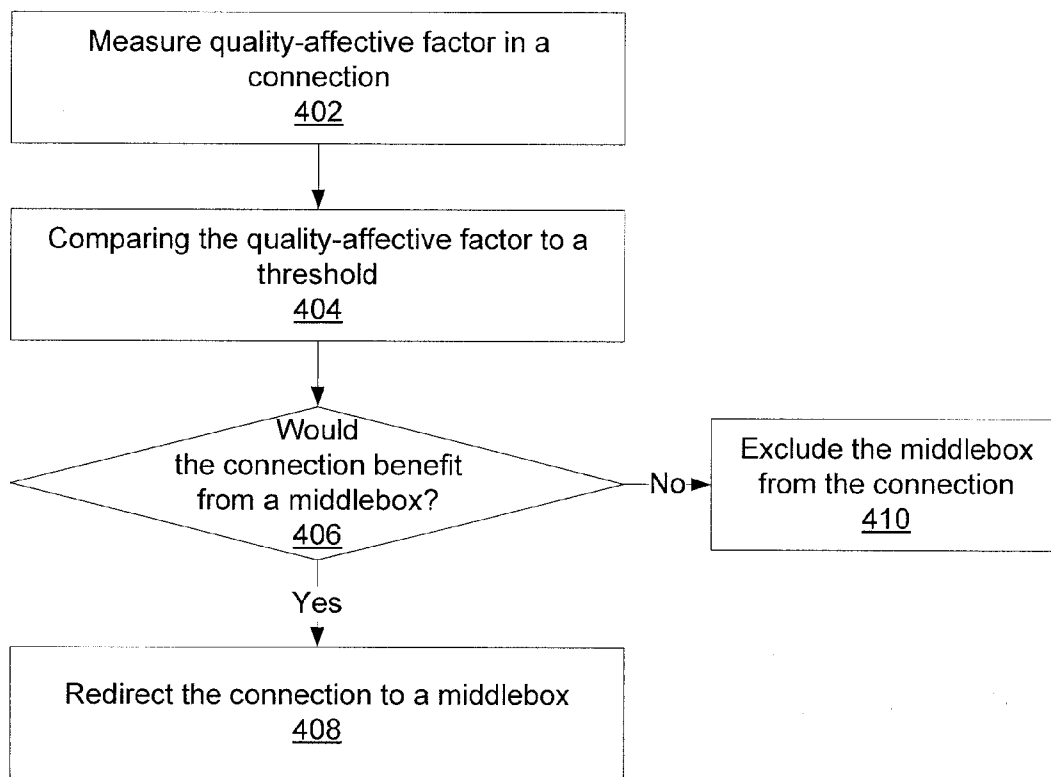 Measure quality-affective factor in a
connection
402
Comparing the quality-affective factor to a
threshold
404
Would
the connection benefit
from a middlebox?
406
No
Exclude the middlebox
from the connection
410
Yes
Redirect the connection to a middlebox
408